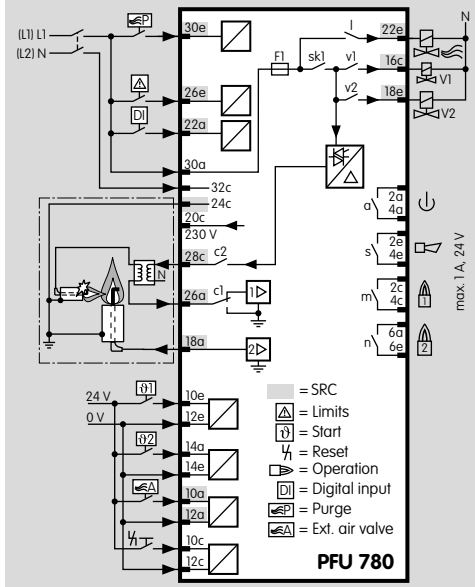 (L1) L1
(L2) N
P
30e
26e
DI
22a
30a
32c
24c
20c
230 V
28c
c2
N
26a
c1
1
18a
2
F1
sk1
I
v1
v2
22e
16c
18e
N
V1
V2
a
2a
4a
s
2e
4e
m
2c
4c
1
n
6a
6e
2
max. 1 A, 24 V
24 V
ϑ1
10e
0 V
12e
ϑ2
14a
14e
A
10a
12a
10c
12c
= SRC
= Limits
ϑ = Start
= Reset
= Operation
DI = Digital input
P = Purge
A = Ext. air valve
PFU 780